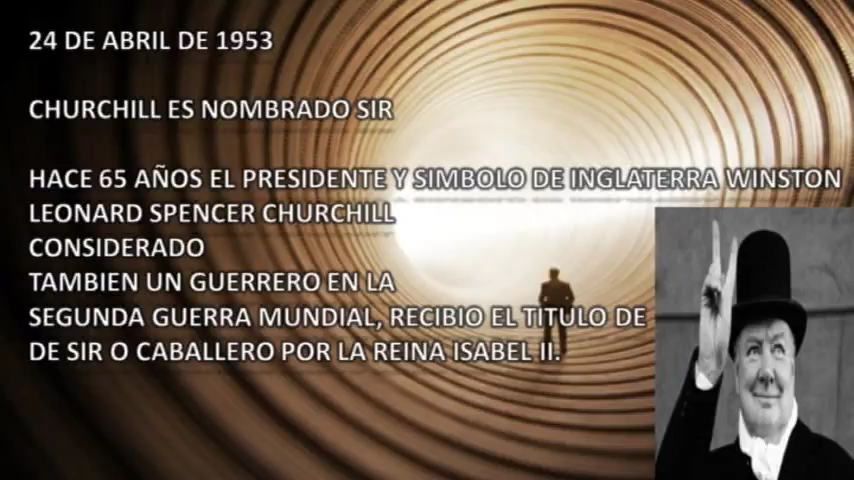 24 DE ABRIL DE 1953
CHURCHILL ES NOMBRADO SIR
HACE 65 AÑOS EL PRESIDENTE Y SIMBOLO DE INGLATERRA WINSTON
LEONARD SPENCER CHURCHILL
CONSIDERADO
TAMBIEN UN GUERRERO EN LA
SEGUNDA GUERRA MUNDIAL, RECIBIO EL TITULO DE
DE SIR O CABALLERO POR LA REINA ISABEL II.